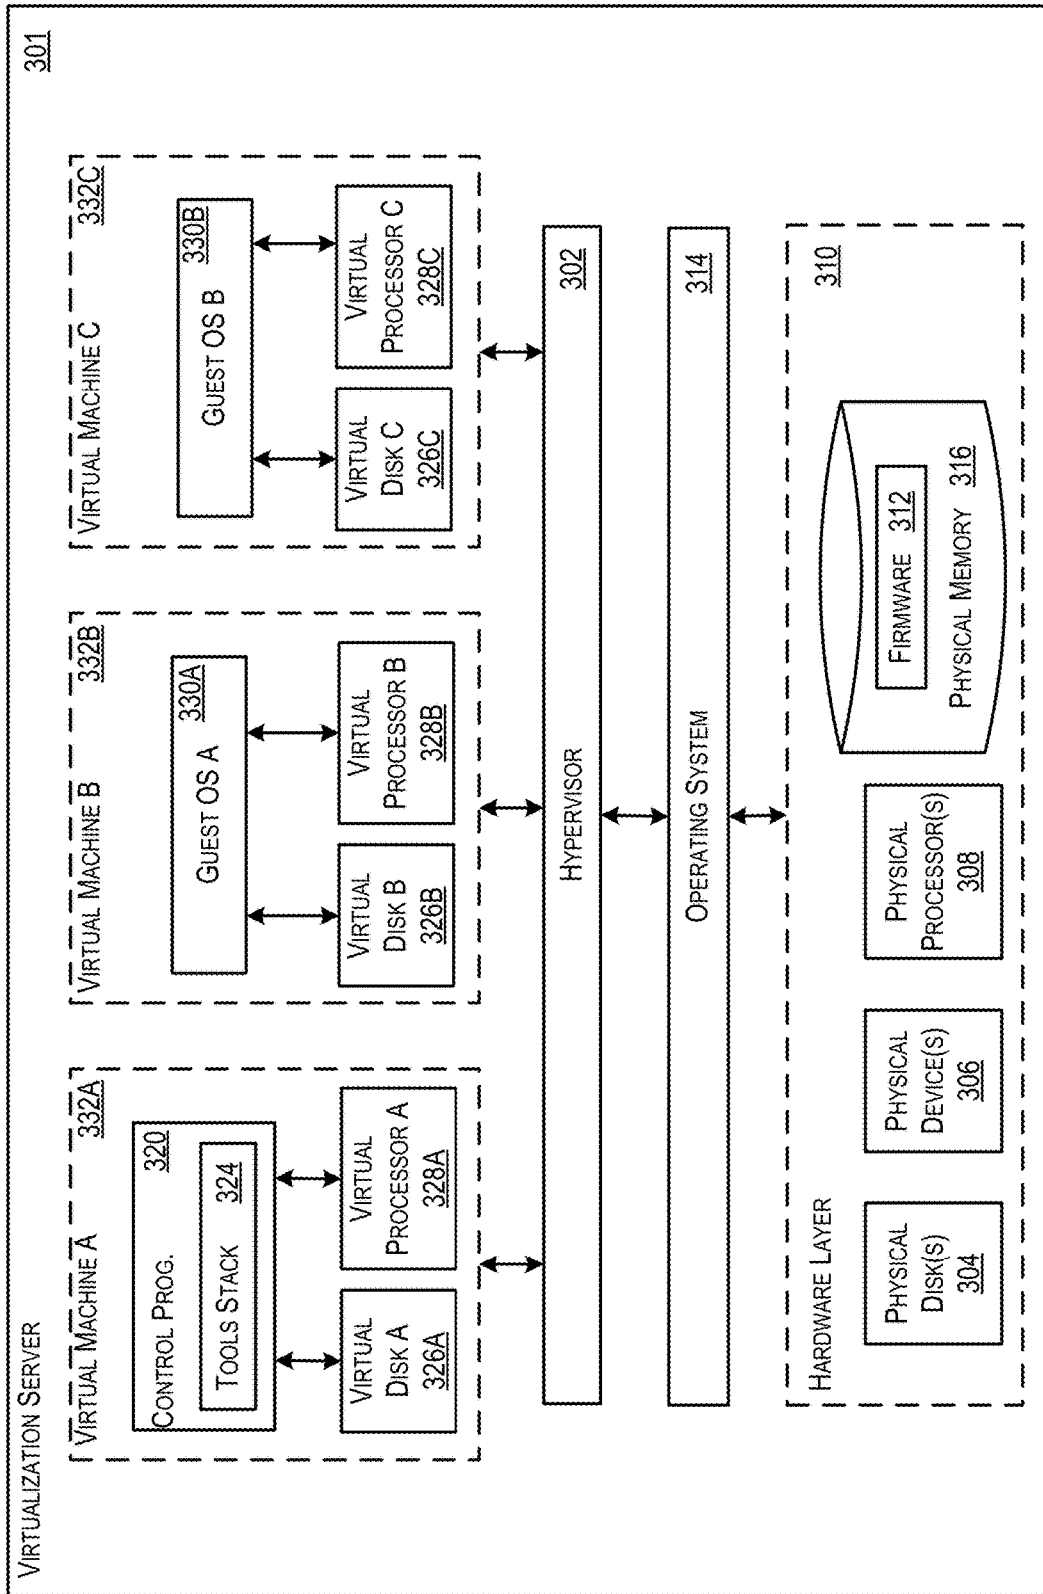 VIRTUALIZATION SERVER
301
VIRTUAL MACHINE A
332A
CONTROL PROG.
320
TOOLS STACK
324
VIRTUAL
DISK A
326A
VIRTUAL
PROCESSOR A
328A
VIRTUAL MACHINE B
332B
GUEST OS A
330A
VIRTUAL
DISK B
326B
VIRTUAL
PROCESSOR B
328B
VIRTUAL MACHINE C
332C
GUEST OS B
330B
VIRTUAL
DISK C
326C
VIRTUAL
PROCESSOR C
328C
HYPERVISOR
302
OPERATING SYSTEM
314
HARDWARE LAYER
310
PHYSICAL
DISK(S)
304
PHYSICAL
DEVICE(S)
306
PHYSICAL
PROCESSOR(S)
308
FIRMWARE 312
PHYSICAL MEMORY 316